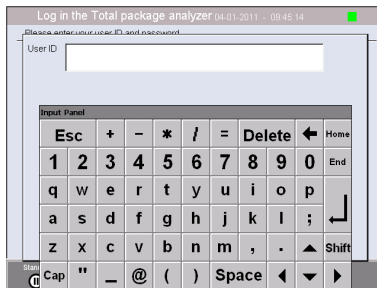 Log in the Total package analyzer 04-01-2011 - 09:45:14
Please enter your user ID and password
User ID
Input Panel
Esc + - * / = Delete Home
1 2 3 4 5 6 7 8 9 0 End
q w e r t y u i o p
a s d f g h j k l ;
z x c v b n m , . Shift
Cap " _ @ ( ) Space